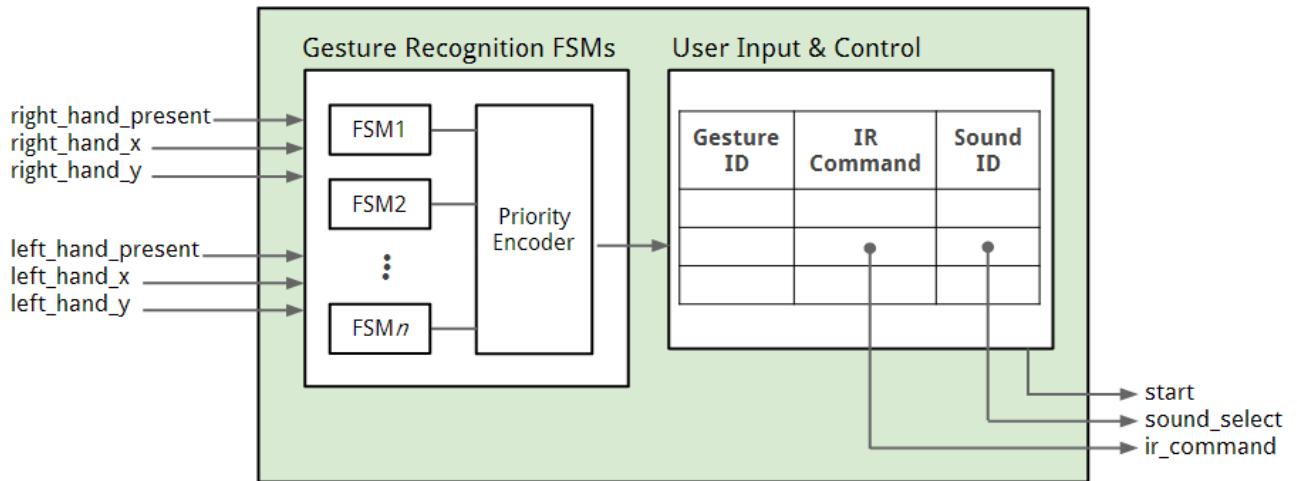 Gesture Recognition FSMs
User Input & Control
right_hand_present
right_hand_x
right_hand_y
left_hand_present
left_hand_x
left_hand_y
FSM1
FSM2
FSMn
Priority
Encoder
Gesture
ID
IR
Command
Sound
ID
start
sound_select
ir_command